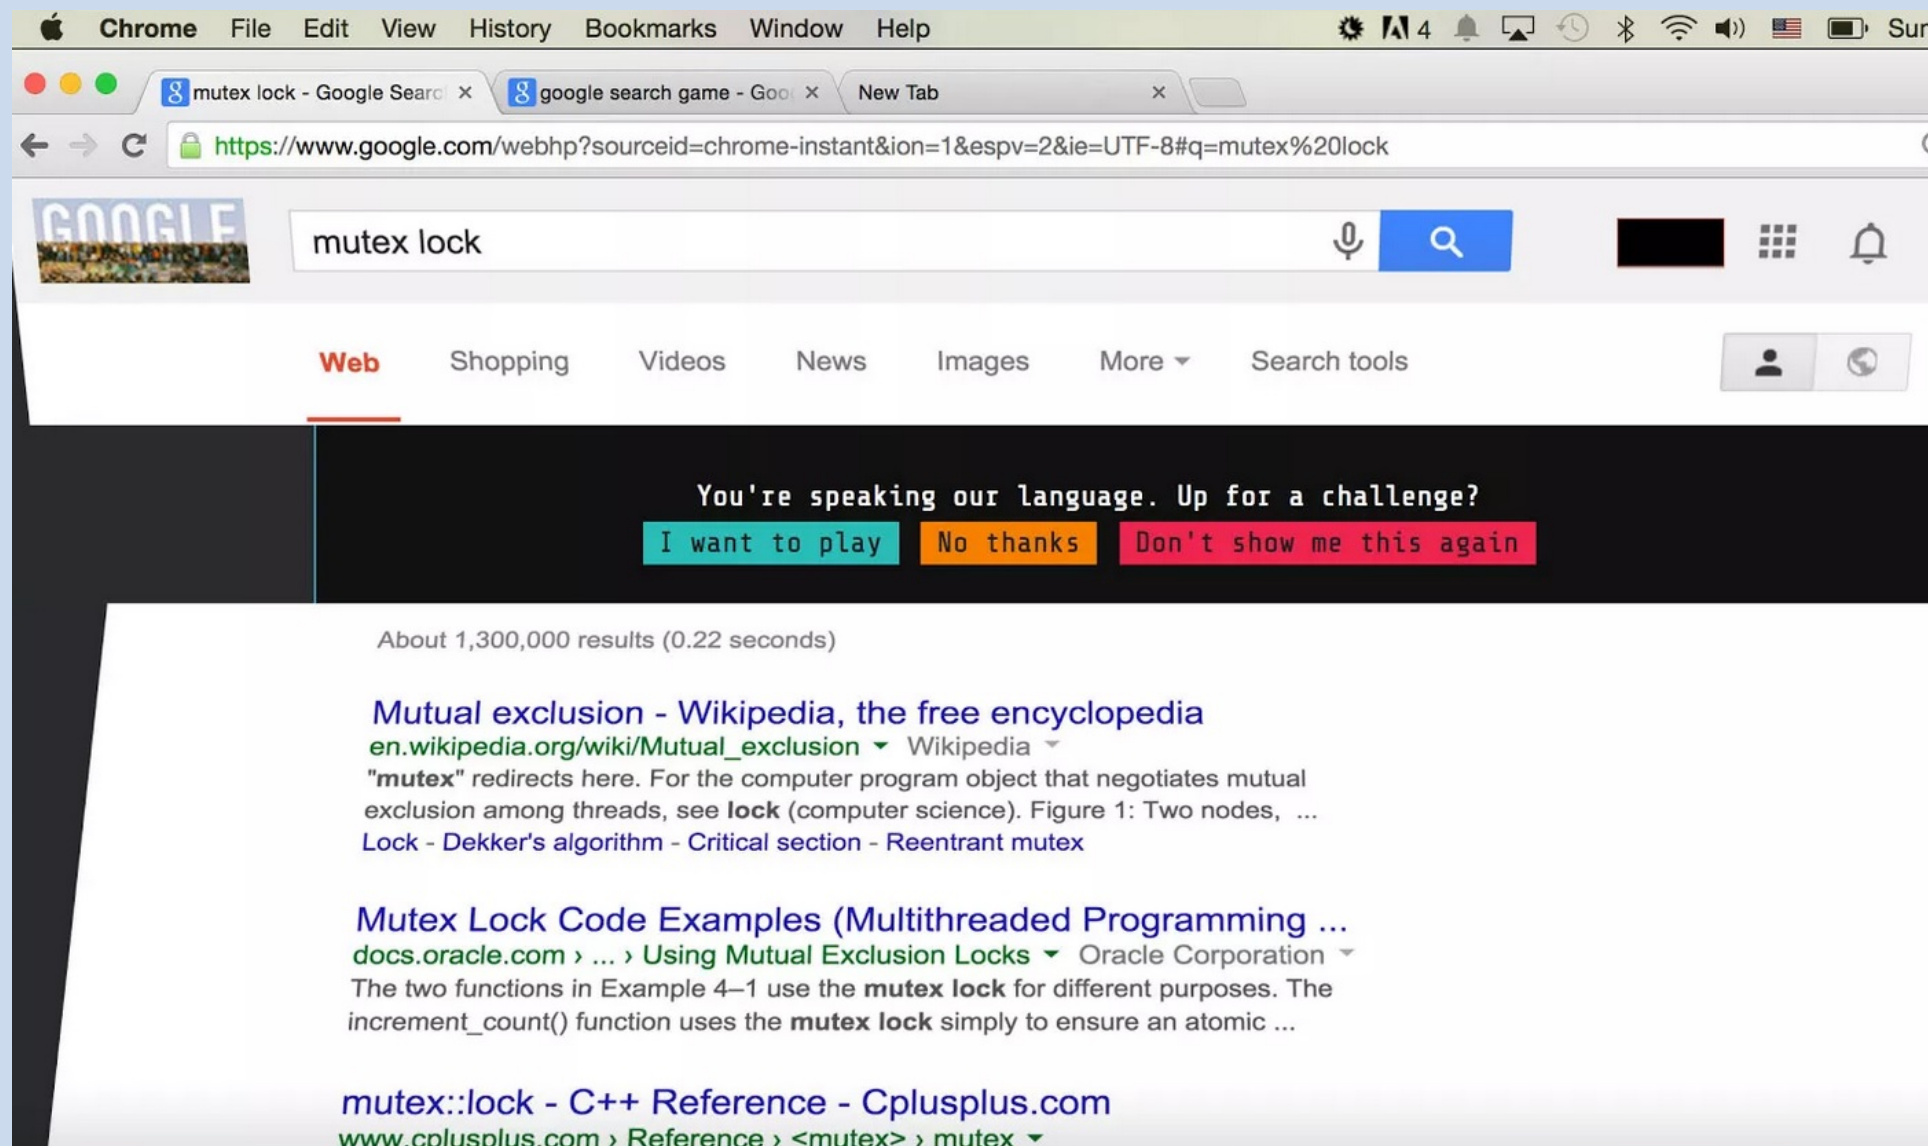 Chrome File Edit View History Bookmarks Window Help 4 Sun
mutex lock - Google Searc google search game - Goo New Tab
https://www.google.com/webhp?sourceid=chrome-instant&ion=1&espv=2&ie=UTF-8#q=mutex%20lock
GOOGLE
mutex lock
Web Shopping Videos News Images More Search tools
You're speaking our language. Up for a challenge?
I want to play No thanks Don't show me this again
About 1,300,000 results (0.22 seconds)
Mutual exclusion - Wikipedia, the free encyclopedia
en.wikipedia.org/wiki/Mutual_exclusion Wikipedia
"mutex" redirects here. For the computer program object that negotiates mutual
exclusion among threads, see lock (computer science). Figure 1: Two nodes, ...
Lock - Dekker's algorithm - Critical section - Reentrant mutex
Mutex Lock Code Examples (Multithreaded Programming ...
docs.oracle.com › ... › Using Mutual Exclusion Locks Oracle Corporation
The two functions in Example 4–1 use the mutex lock for different purposes. The
increment_count() function uses the mutex lock simply to ensure an atomic ...
mutex::lock - C++ Reference - Cplusplus.com
www.cplusplus.com › Reference › <mutex> › mutex